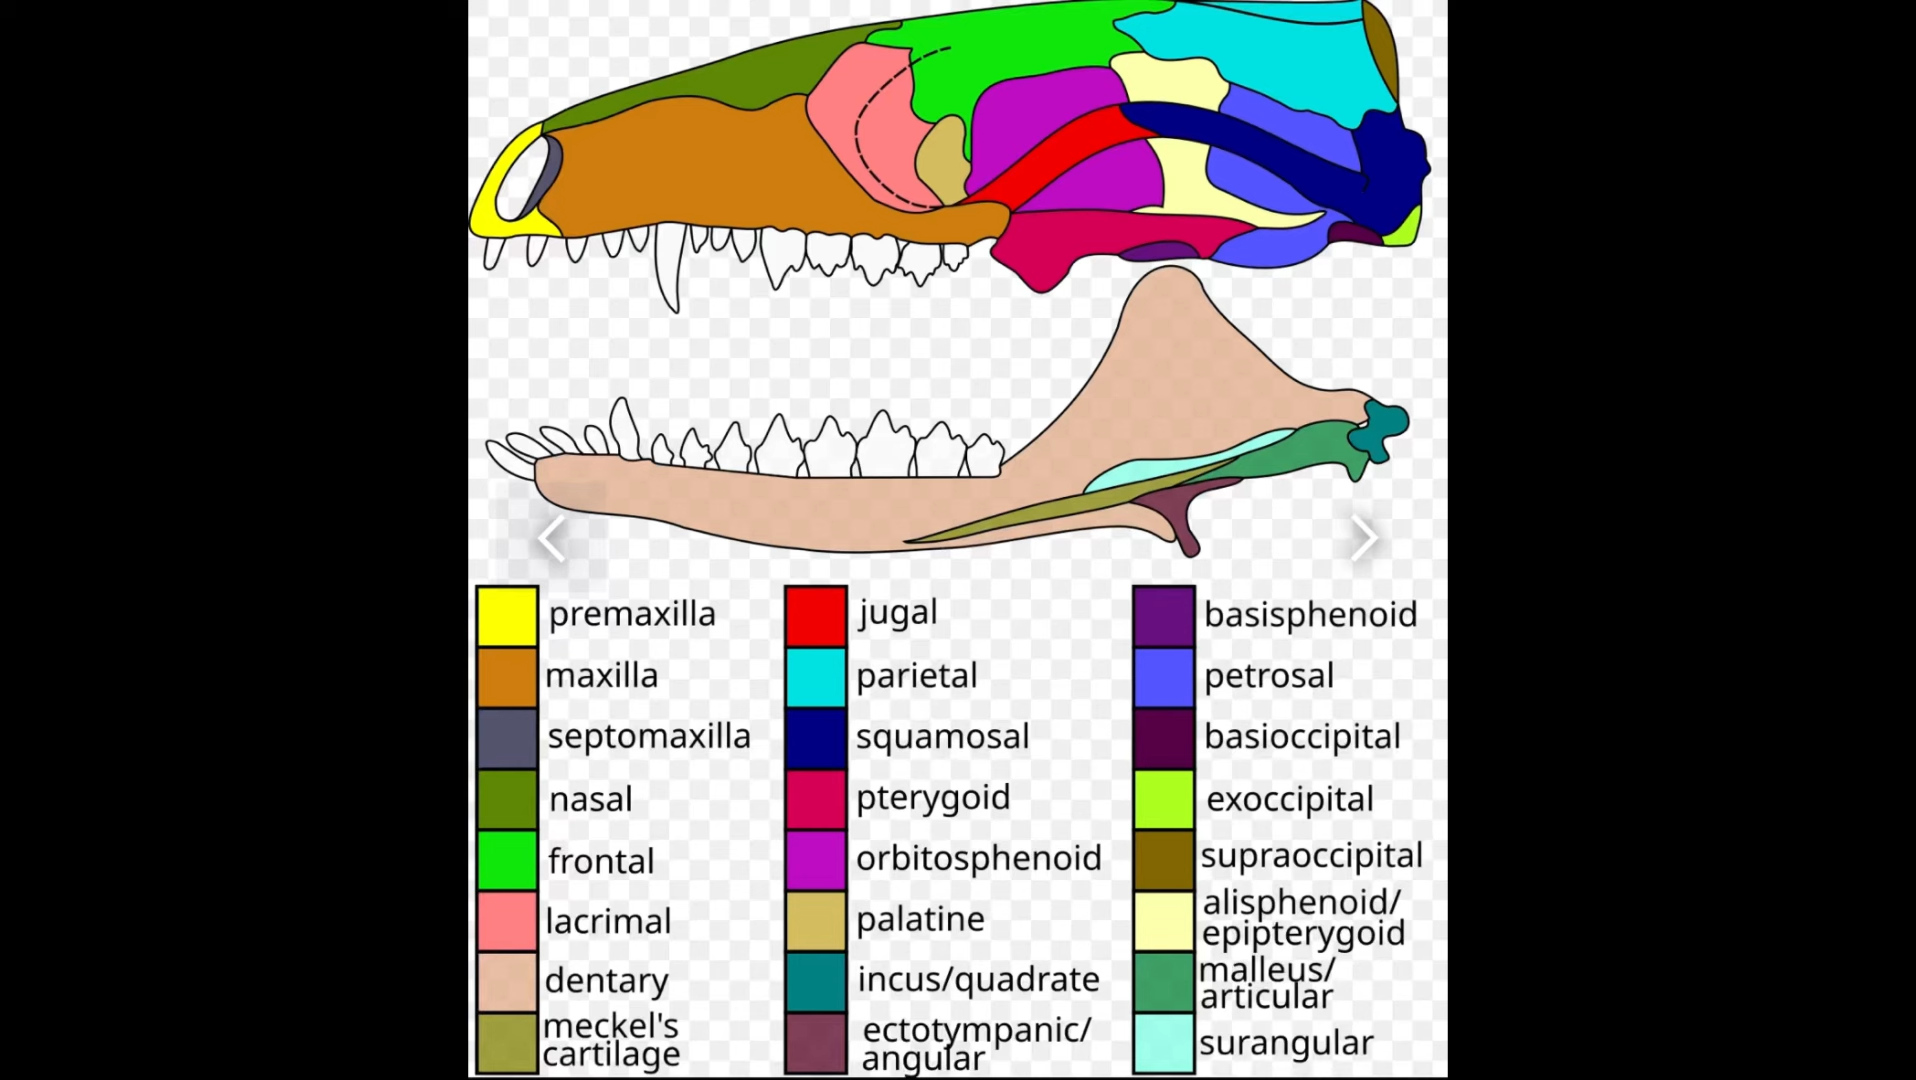 premaxilla
maxilla
septomaxilla
nasal
frontal
lacrimal
dentary
meckel's
cartilage
jugal
parietal
squamosal
pterygoid
orbitosphenoid
palatine
incus/quadrate
ectotympanic/
angular
basisphenoid
petrosal
basioccipital
exoccipital
supraoccipital
alisphenoid/
epipterygoid
malleus/
articular
surangular